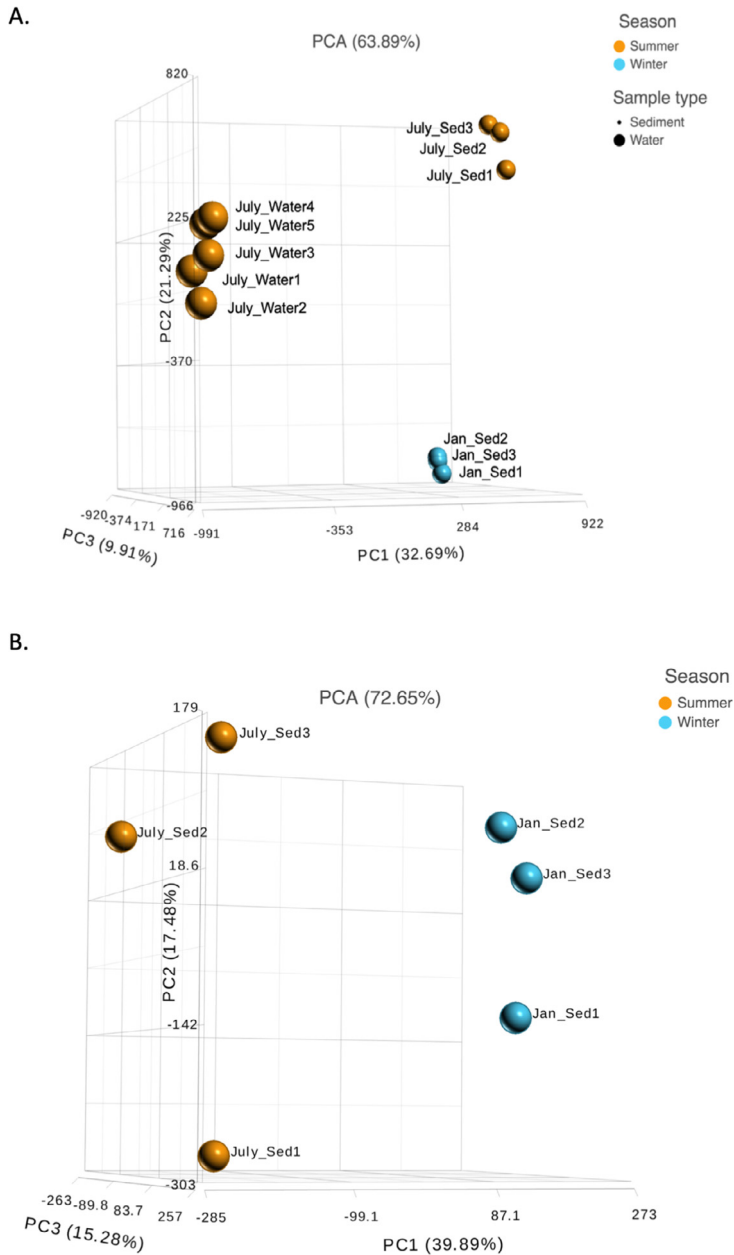 A.
PCA (63.89%)
Season
Summer
Winter
Sample type
Sediment
Water
820
225
-370
-966
PC2 (21.29%)
July_Sed3
July_Sed2
July_Sed1
July_Water4
July_Water5
July_Water3
July_Water1
July_Water2
Jan_Sed2
Jan_Sed3
Jan_Sed1
-920
-374
171
716
PC3 (9.91%)
-991
-353
284
922
PC1 (32.69%)
B.
PCA (72.65%)
Season
Summer
Winter
179
18.6
-142
-303
PC2 (17.48%)
July_Sed3
July_Sed2
July_Sed1
Jan_Sed2
Jan_Sed3
Jan_Sed1
-263
-89.8
83.7
257
PC3 (15.28%)
-285
-99.1
87.1
273
PC1 (39.89%)